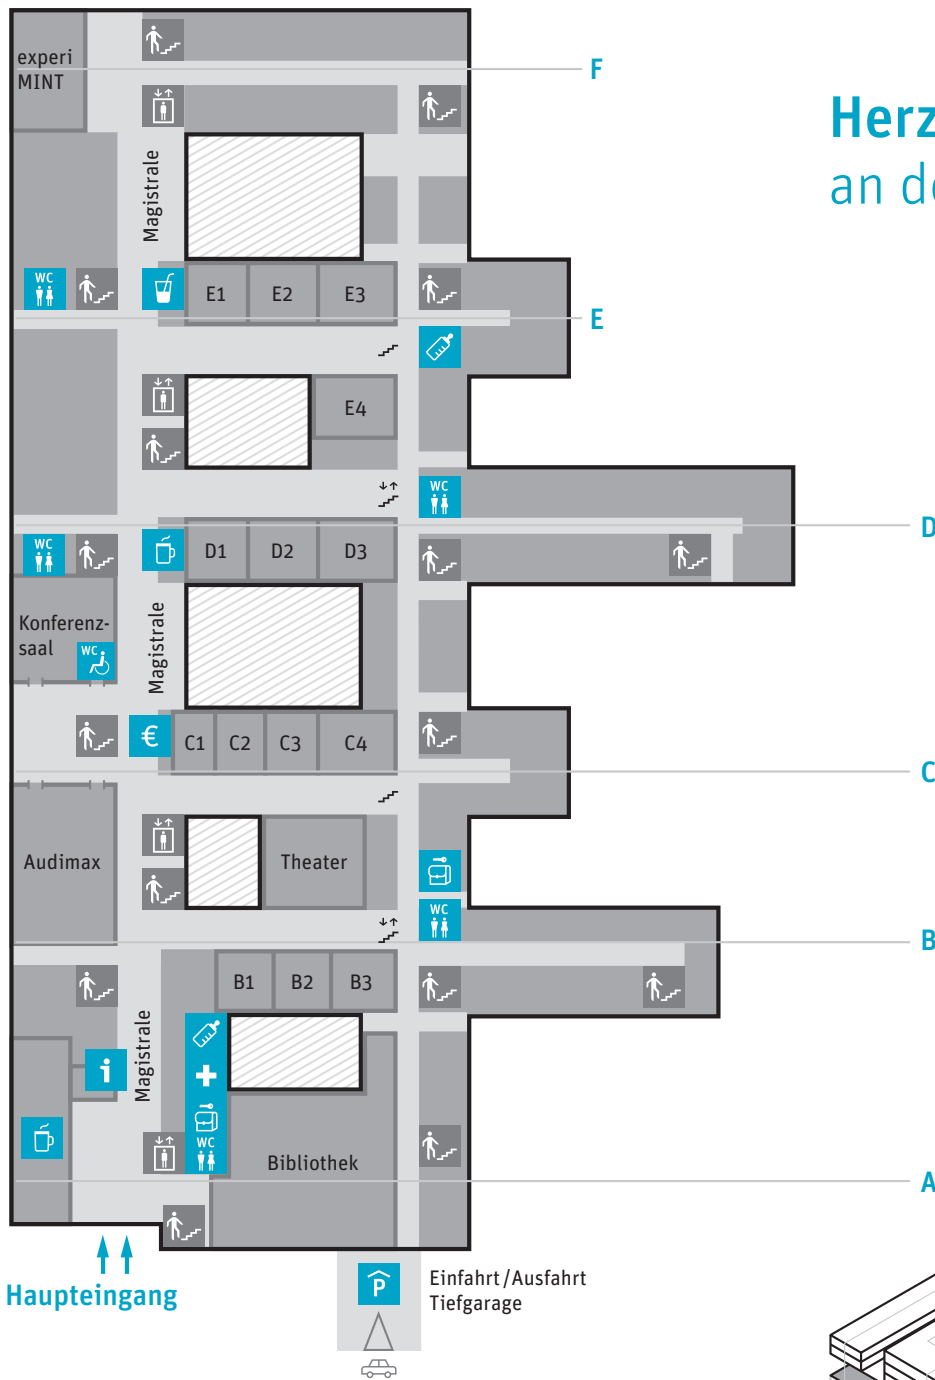 experi
MINT
F
Herz
an de
Magistrale
WC
E1
E2
E3
E
E4
WC
D
WC
D1
D2
D3
Konferenz-
saal
WC
Magistrale
€
C1
C2
C3
C4
C
Audimax
Theater
WC
B
B1
B2
B3
Magistrale
i
WC
Bibliothek
A
Haupteingang
P
Einfahrt/Ausfahrt
Tiefgarage